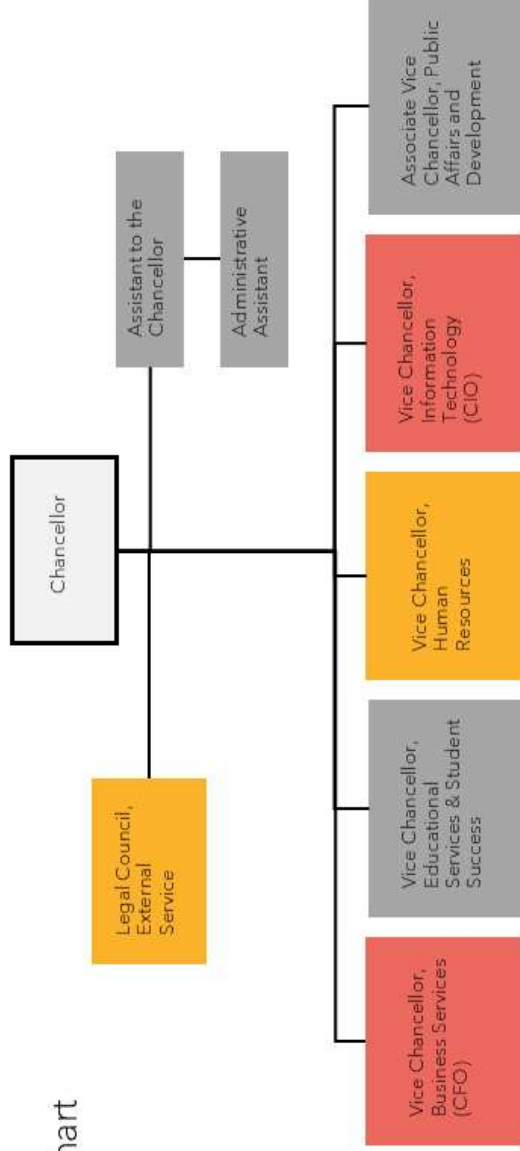 hart
Chancellor
Legal Council,
External
Service
Assistant to the
Chancellor
Administrative
Assistant
Vice Chancellor,
Business Services
(CFO)
Vice Chancellor,
Educational
Services & Student
Success
Vice Chancellor,
Human
Resources
Vice Chancellor,
Information
Technology
(CIO)
Associate Vice
Chancellor, Public
Affairs and
Development